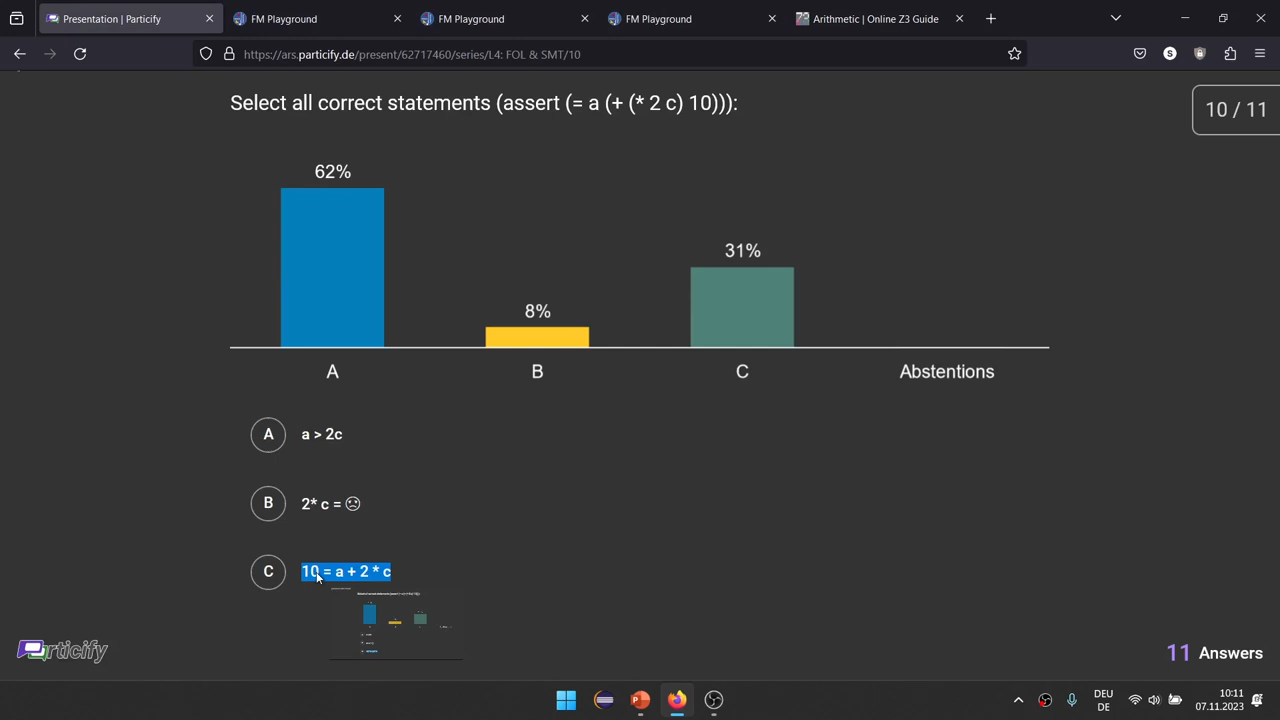 Presentation | Particify
FM Playground
FM Playground
FM Playground
Arithmetic | Online Z3 Guide
https://ars.particify.de/present/62717460/series/L4: FOL & SMT/10
S
Select all correct statements (assert (= a (+ (* 2 c) 10))):
10 / 11
62%
8%
31%
A
B
C
Abstentions
A
a > 2c
B
2* c = ☹
C
10 = a + 2 * c
articify
11 Answers
DEU
DE
10:11
07.11.2023